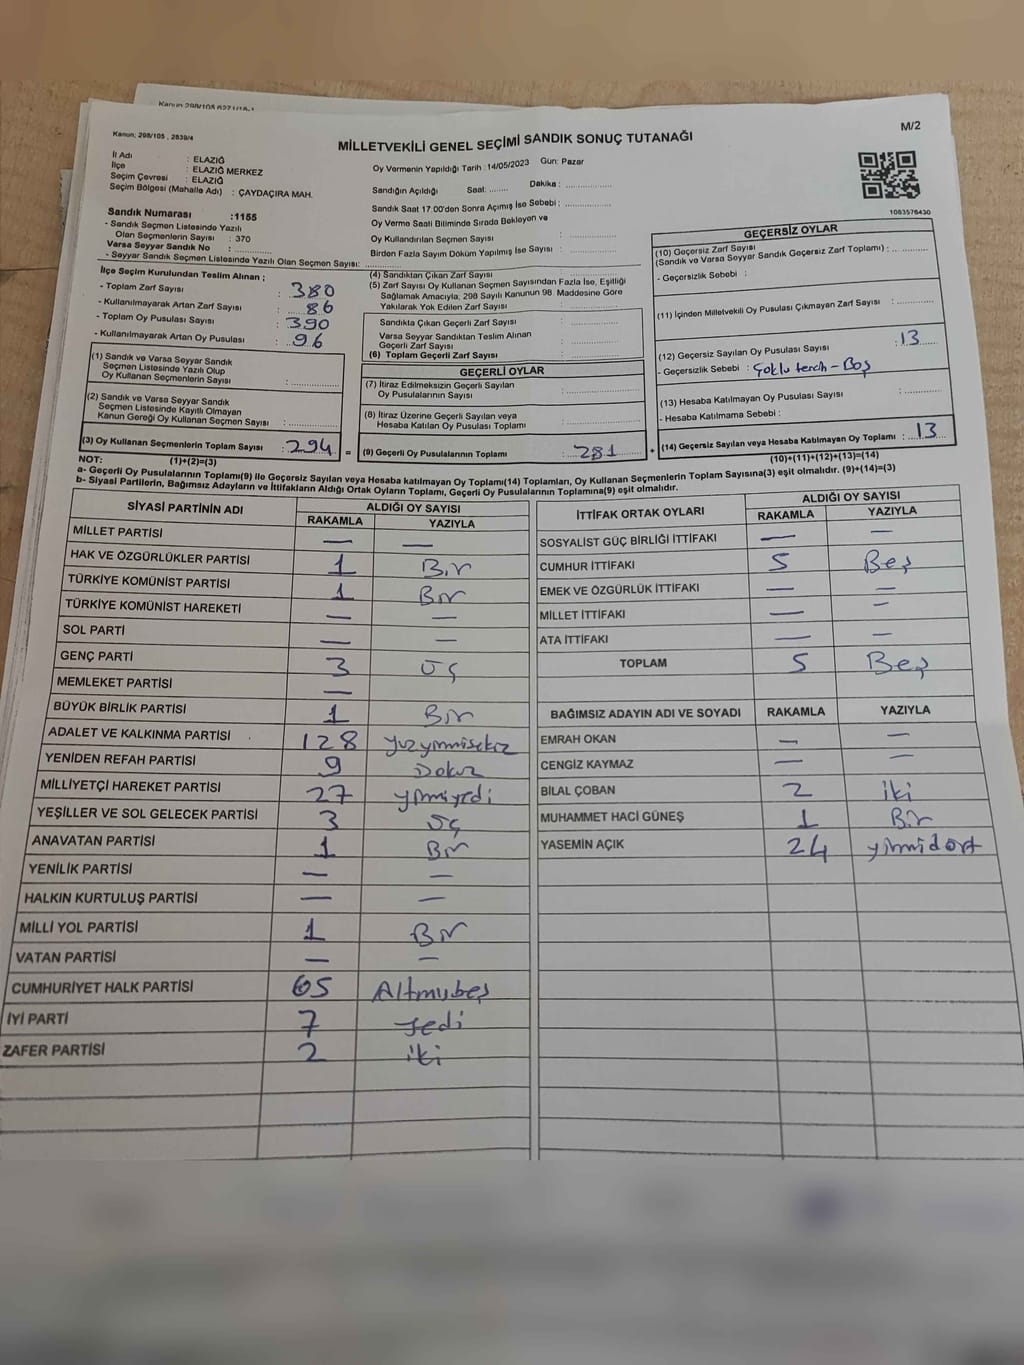 Kanun 298/105 6271/16-1
Kanun; 298/105 , 2839/4
MİLLETVEKİLİ GENEL SEÇİMİ SANDIK SONUÇ TUTANAĞI
M/2
İl Adı : ELAZIĞ
İlçe : ELAZIĞ MERKEZ
Seçim Çevresi : ELAZIĞ
Seçim Bölgesi (Mahalle Adı) : ÇAYDAÇIRA MAH.
Sandık Numarası :1155
- Sandık Seçmen Listesinde Yazılı
Olan Seçmenlerin Sayısı : 370
Varsa Seyyar Sandık No :
- Seyyar Sandık Seçmen Listesinde Yazılı Olan Seçmen Sayısı:
Oy Vermenin Yapıldığı Tarih :14/05/2023 Gün: Pazar
Sandığın Açıldığı Saat: Dakika :
Sandık Saat 17:00'den Sonra Açımış İse Sebebi :
Oy Verme Saati Bitiminde Sırada Bekleyen ve
Oy Kullandırılan Seçmen Sayısı :
Birden Fazla Sayım Döküm Yapılmış İse Sayısı :
1083576430
İlçe Seçim Kurulundan Teslim Alınan ;
- Toplam Zarf Sayısı : 380
- Kullanılmayarak Artan Zarf Sayısı : 86
- Toplam Oy Pusulası Sayısı : 390
- Kullanılmayarak Artan Oy Pusulası : 96
(1) Sandık ve Varsa Seyyar Sandık
Seçmen Listesinde Yazılı Olup
Oy Kullanan Seçmenlerin Sayısı :
(2) Sandık ve Varsa Seyyar Sandık
Seçmen Listesinde Kayıtlı Olmayan
Kanun Gereği Oy Kullanan Seçmen Sayısı :
(3) Oy Kullanan Seçmenlerin Toplam Sayısı : 294 =
(4) Sandıktan Çıkan Zarf Sayısı :
(5) Zarf Sayısı Oy Kullanan Seçmen Sayısından Fazla İse, Eşitliği
Sağlamak Amacıyla, 298 Sayılı Kanunun 98. Maddesine Göre
Yakılarak Yok Edilen Zarf Sayısı :
Sandıkta Çıkan Geçerli Zarf Sayısı :
Varsa Seyyar Sandıktan Teslim Alınan
Geçerli Zarf Sayısı :
(6) Toplam Geçerli Zarf Sayısı :
GEÇERLİ OYLAR
(7) İtiraz Edilmeksizin Geçerli Sayılan
Oy Pusulasının Sayısı :
(8) İtiraz Üzerine Geçerli Sayılan veya
Hesaba Katılan Oy Pusulası Toplamı :
(9) Geçerli Oy Pusulalarının Toplamı : 281 +
GEÇERSİZ OYLAR
(10) Geçersiz Zarf Sayısı
(Sandık ve Varsa Seyyar Sandık Geçersiz Zarf Toplamı) :
- Geçersizlik Sebebi :
(11) İçinden Milletvekili Oy Pusulası Çıkmayan Zarf Sayısı :
(12) Geçersiz Sayılan Oy Pusulası Sayısı : 13
- Geçersizlik Sebebi : Çoklu tercih - Boş
(13) Hesaba Katılmayan Oy Pusulası Sayısı :
- Hesaba Katılmama Sebebi :
(14) Geçersiz Sayılan veya Hesaba Katılmayan Oy Toplamı : 13
NOT: (1)+(2)=(3)
(10)+(11)+(12)+(13)=(14)
a- Geçerli Oy Pusulalarının Toplamı(9) ile Geçersiz Sayılan veya Hesaba katılmayan Oy Toplamı(14) Toplamları, Oy Kullanan Seçmenlerin Toplam Sayısına(3) eşit olmalıdır. (9)+(14)=(3)
b- Siyasi Partilerin, Bağımsız Adayların ve İttifakların Aldığı Ortak Oyların Toplamı, Geçerli Oy Pusulalarının Toplamına(9) eşit olmalıdır.
SİYASİ PARTİNİN ADI ALDIĞI OY SAYISI
RAKAMLA YAZIYLA
MİLLET PARTİSİ — —
HAK VE ÖZGÜRLÜKLER PARTİSİ 1 Bir
TÜRKİYE KOMÜNİST PARTİSİ 1 Bir
TÜRKİYE KOMÜNİST HAREKETİ — —
SOL PARTİ — —
GENÇ PARTİ 3 üç
MEMLEKET PARTİSİ —
BÜYÜK BİRLİK PARTİSİ 1 Bir
ADALET VE KALKINMA PARTİSİ 128 yüzyirmisekiz
YENİDEN REFAH PARTİSİ 9 Dokuz
MİLLİYETÇİ HAREKET PARTİSİ 27 yirmiyedi
YEŞİLLER VE SOL GELECEK PARTİSİ 3 üç
ANAVATAN PARTİSİ 1 Bir
YENİLİK PARTİSİ — —
HALKIN KURTULUŞ PARTİSİ — —
MİLLİ YOL PARTİSİ 1 Bir
VATAN PARTİSİ — —
CUMHURİYET HALK PARTİSİ 65 Altmışbeş
İYİ PARTİ 7 yedi
ZAFER PARTİSİ 2 iki
İTTİFAK ORTAK OYLARI ALDIĞI OY SAYISI
RAKAMLA YAZIYLA
SOSYALİST GÜÇ BİRLİĞİ İTTİFAKI — —
CUMHUR İTTİFAKI 5 Beş
EMEK VE ÖZGÜRLÜK İTTİFAKI — —
MİLLET İTTİFAKI — —
ATA İTTİFAKI — —
TOPLAM 5 Beş
BAĞIMSIZ ADAYIN ADI VE SOYADI RAKAMLA YAZIYLA
EMRAH OKAN — —
CENGİZ KAYMAZ — —
BİLAL ÇOBAN 2 iki
MUHAMMET HACİ GÜNEŞ 1 Bir
YASEMİN AÇIK 24 yirmidört